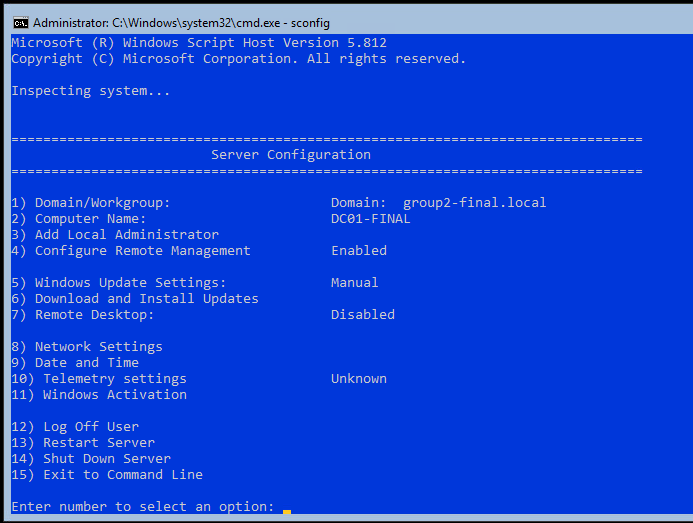 Administrator: C:\Windows\system32\cmd.exe - sconfig
Microsoft (R) Windows Script Host Version 5.812
Copyright (C) Microsoft Corporation. All rights reserved.
Inspecting system...
===============================================================================
Server Configuration
===============================================================================
1) Domain/Workgroup: Domain: group2-final.local
2) Computer Name: DC01-FINAL
3) Add Local Administrator
4) Configure Remote Management Enabled
5) Windows Update Settings: Manual
6) Download and Install Updates
7) Remote Desktop: Disabled
8) Network Settings
9) Date and Time
10) Telemetry settings Unknown
11) Windows Activation
12) Log Off User
13) Restart Server
14) Shut Down Server
15) Exit to Command Line
Enter number to select an option: